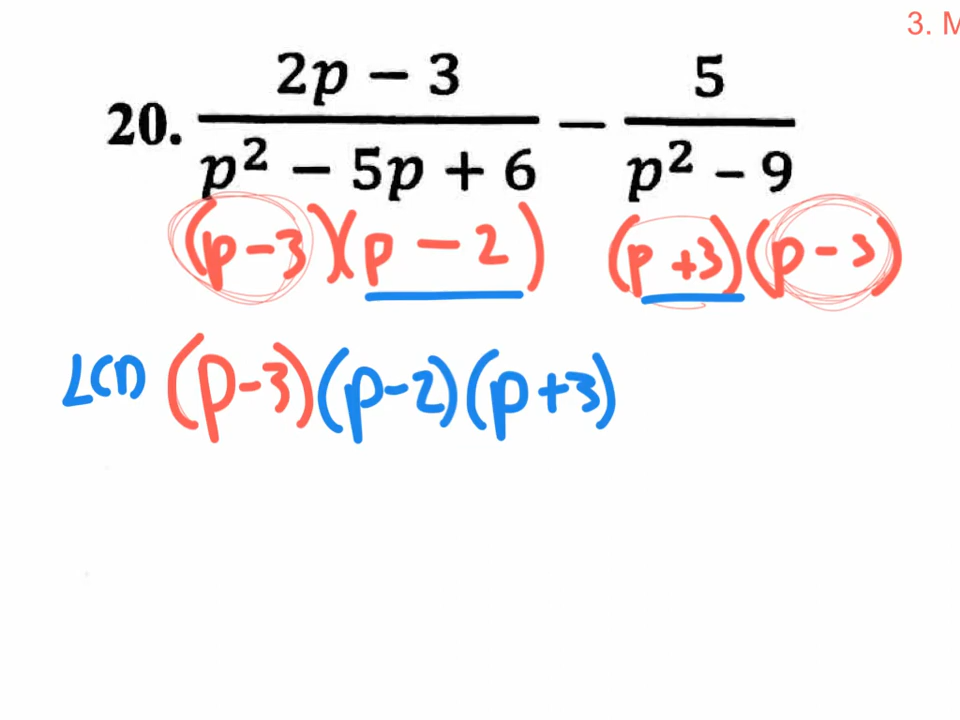 3. M
20. (2p − 3)/(p² − 5p + 6) − 5/(p² − 9)
(p−3)(p−2) (p+3)(p−3)
LCD (p−3)(p−2)(p+3)